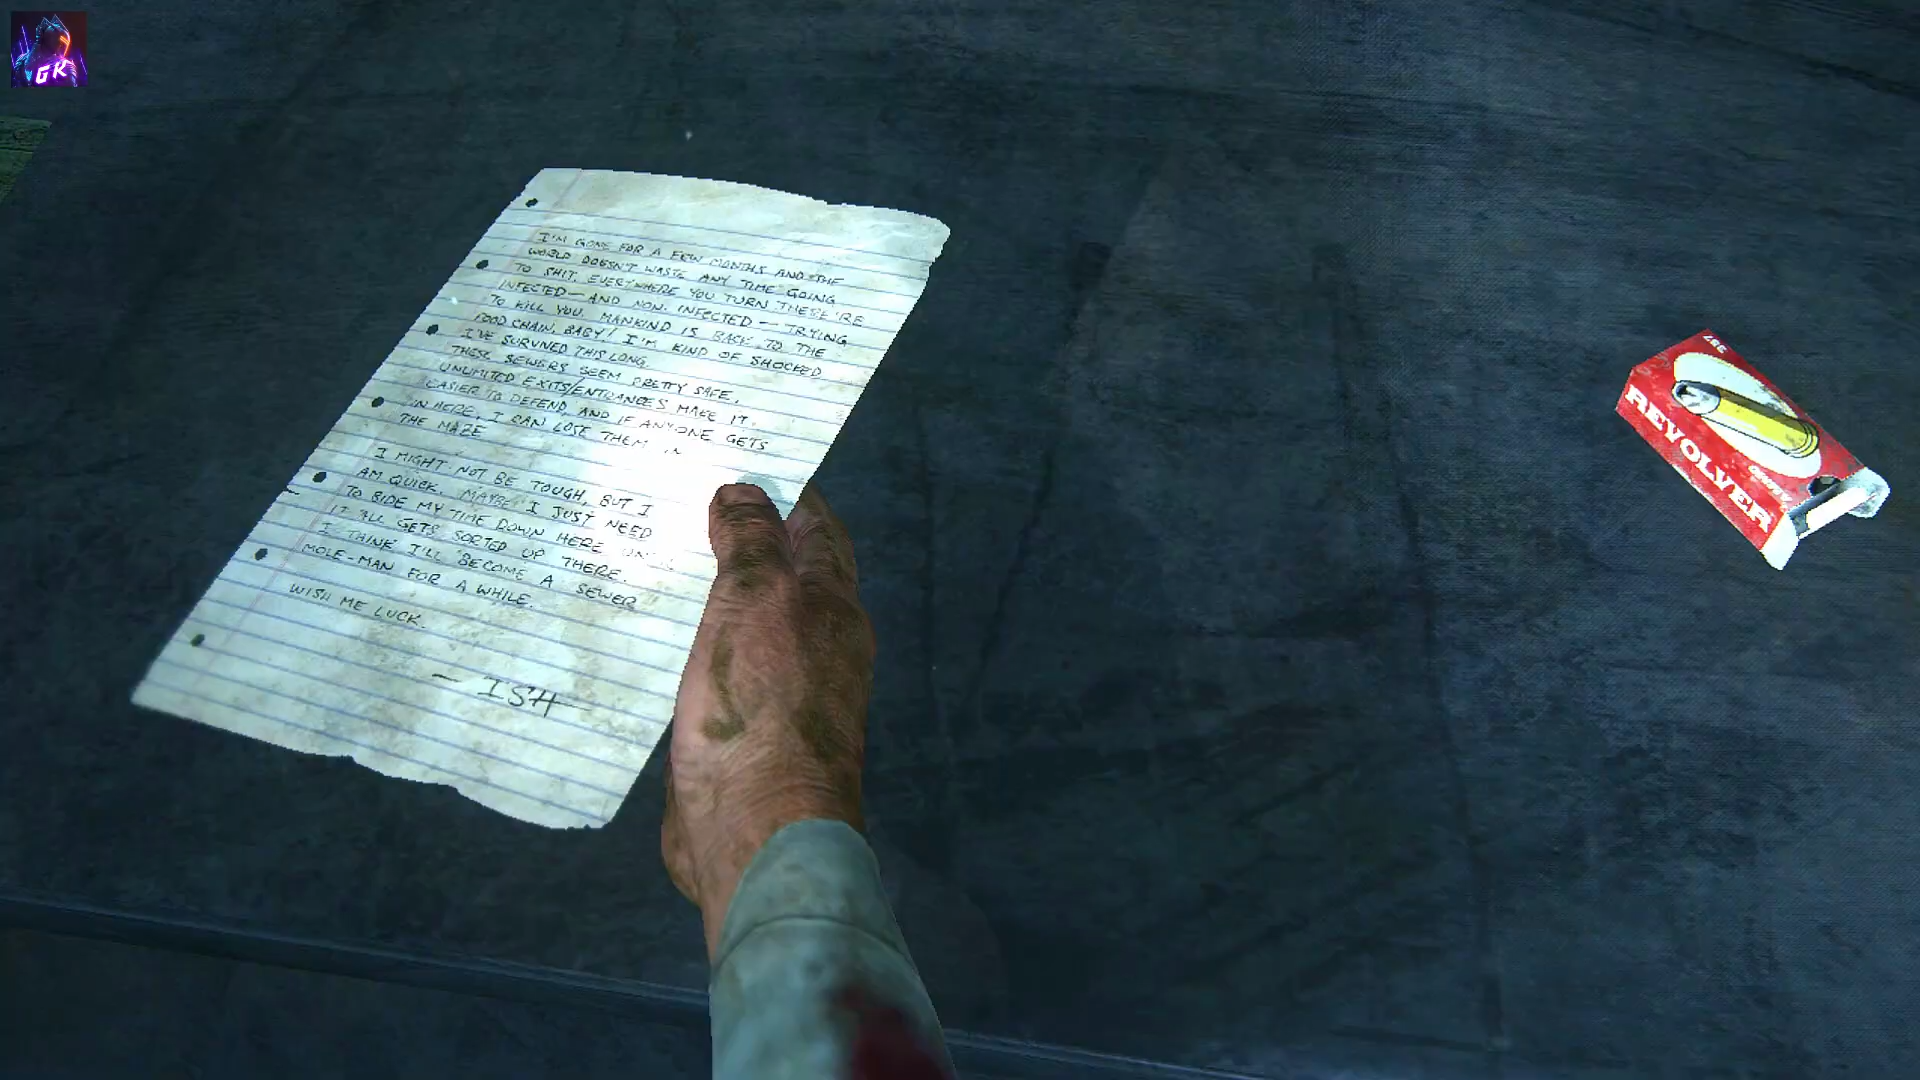 GK
I'M GONE FOR A FEW MONTHS AND THE
WORLD DOESN'T WASTE ANY TIME GOING
TO SHIT. EVERYWHERE YOU TURN THERE'RE
INFECTED — AND NON. INFECTED — TRYING
TO KILL YOU. MANKIND IS BACK TO THE
FOOD CHAIN, BABY! I'M KIND OF SHOCKED
I'VE SURVIVED THIS LONG.
THESE SEWERS SEEM PRETTY SAFE.
UNLIMITED EXITS/ENTRANCES MAKE IT
EASIER TO DEFEND, AND IF ANYONE GETS
IN HERE, I CAN LOSE THEM IN
THE MAZE
I MIGHT NOT BE TOUGH, BUT I
AM QUICK. MAYBE I JUST NEED
TO BIDE MY TIME DOWN HERE
IT ALL GETS SORTED UP THERE.
I THINK I'LL BECOME A SEWER
MOLE-MAN FOR A WHILE.
WISH ME LUCK.
— ISH
357
REVOLVER
AMMO